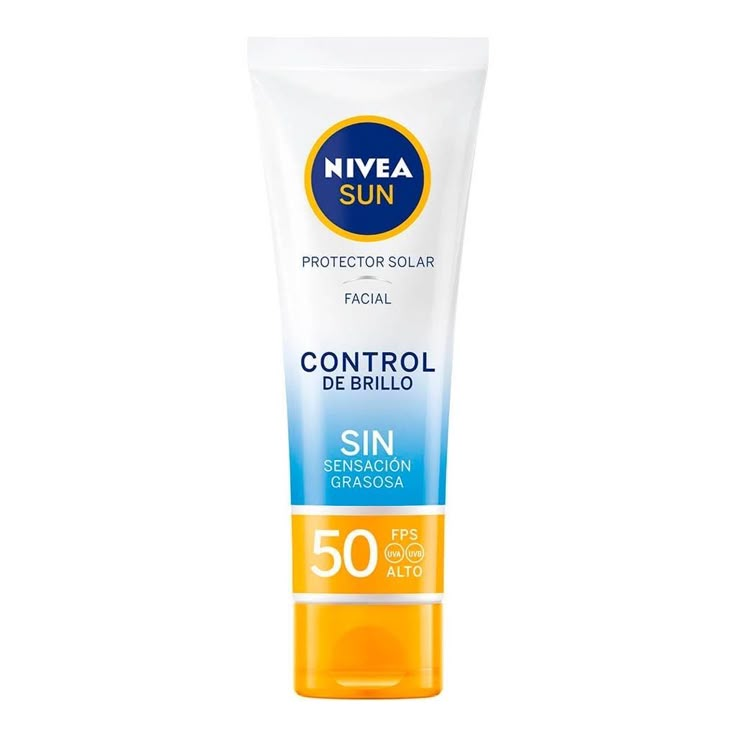 NIVEA
SUN
PROTECTOR SOLAR
FACIAL
CONTROL
DE BRILLO
SIN
SENSACIÓN
GRASOSA
50 FPS
UVA UVB
ALTO